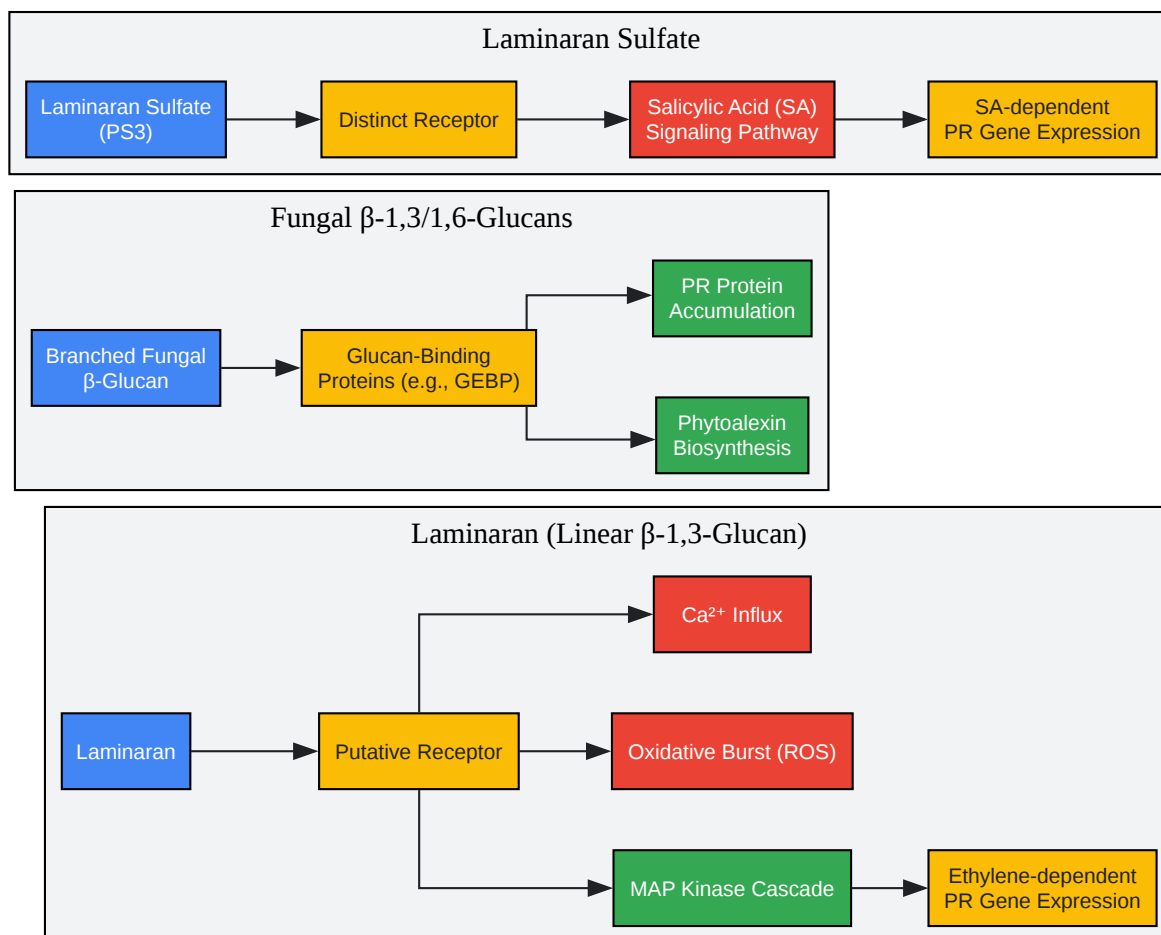 Laminaran Sulfate
Laminaran Sulfate
(PS3)
Distinct Receptor
Salicylic Acid (SA)
Signaling Pathway
SA-dependent
PR Gene Expression
Fungal β-1,3/1,6-Glucans
Branched Fungal
β-Glucan
Glucan-Binding
Proteins (e.g., GEBP)
PR Protein
Accumulation
Phytoalexin
Biosynthesis
Laminaran (Linear β-1,3-Glucan)
Laminaran
Putative Receptor
Ca²⁺ Influx
Oxidative Burst (ROS)
MAP Kinase Cascade
Ethylene-dependent
PR Gene Expression